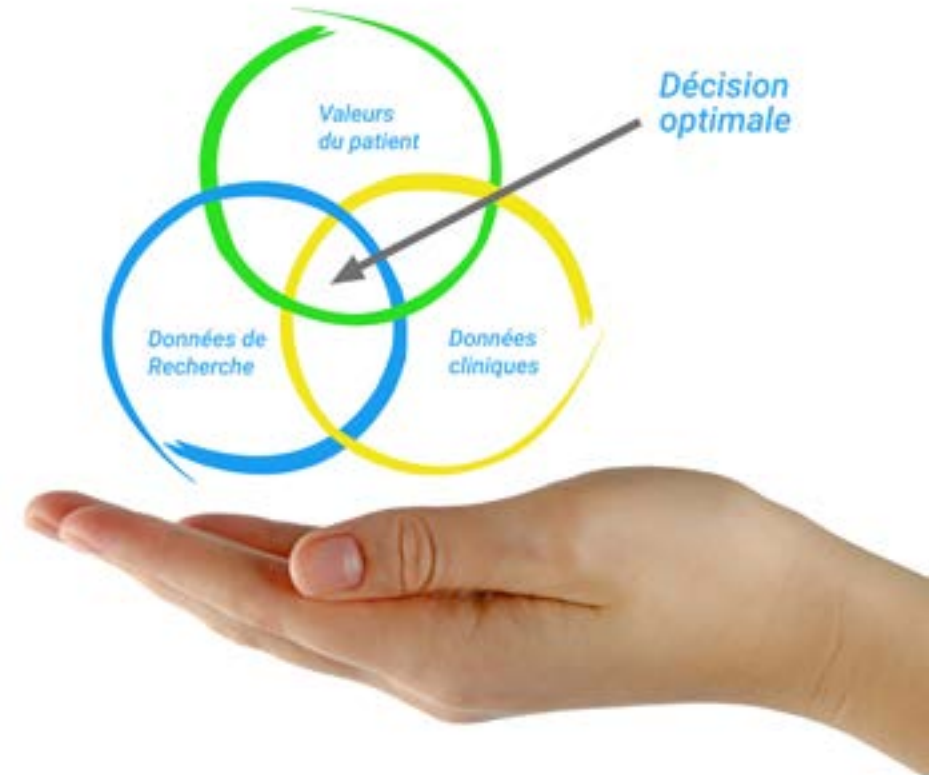 Valeurs
du patient
Décision
optimale
Données de
Recherche
Données
cliniques